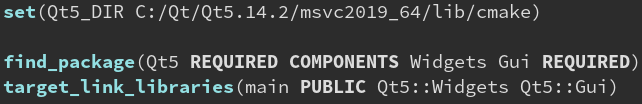 set(Qt5_DIR C:/Qt/Qt5.14.2/msvc2019_64/lib/cmake)
find_package(Qt5 REQUIRED COMPONENTS Widgets Gui REQUIRED)
target_link_libraries(main PUBLIC Qt5::Widgets Qt5::Gui)